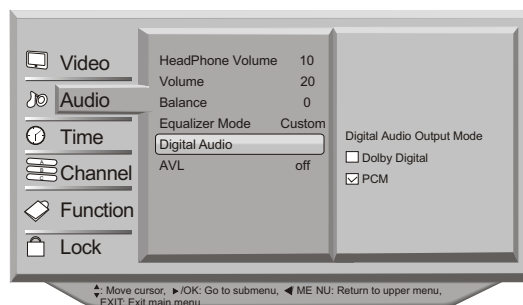 Video
Audio
Time
Channel
Function
Lock
HeadPhone Volume 10
Volume 20
Balance 0
Equalizer Mode Custom
Digital Audio
AVL off
Digital Audio Output Mode
Dolby Digital
PCM
: Move cursor, ►/OK: Go to submenu, ◄ ME NU: Return to upper menu,
EXIT: Exit main menu